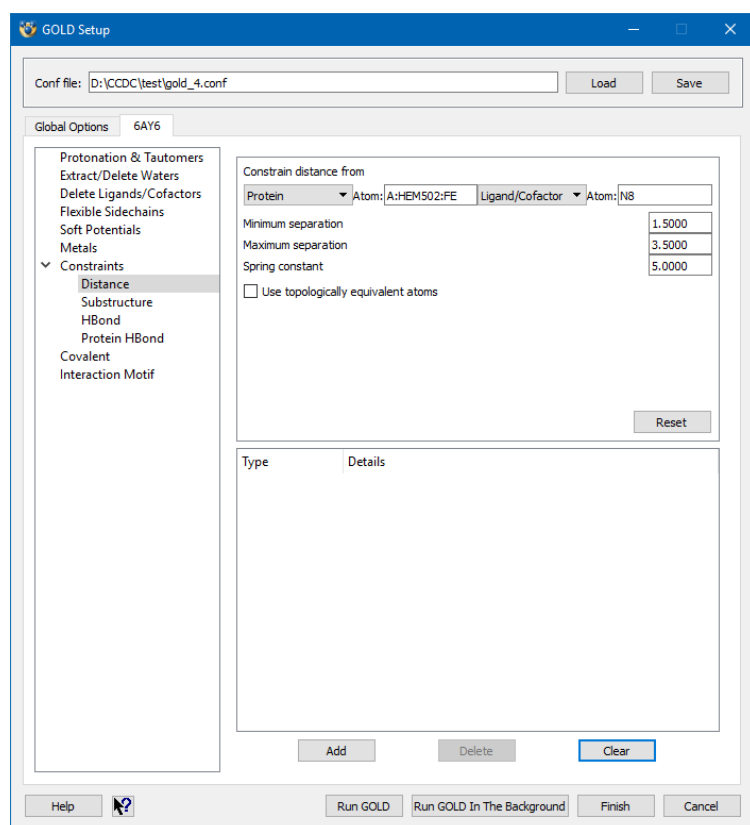 GOLD Setup
Conf file: D:\CCDC\test\gold_4.conf Load Save
Global Options 6AY6
Protonation & Tautomers
Extract/Delete Waters
Delete Ligands/Cofactors
Flexible Sidechains
Soft Potentials
Metals
Constraints
Distance
Substructure
HBond
Protein HBond
Covalent
Interaction Motif
Constrain distance from
Protein Atom: A:HEM502:FE Ligand/Cofactor Atom: N8
Minimum separation 1.5000
Maximum separation 3.5000
Spring constant 5.0000
Use topologically equivalent atoms
Reset
Type Details
Add Delete Clear
Help ? Run GOLD Run GOLD In The Background Finish Cancel